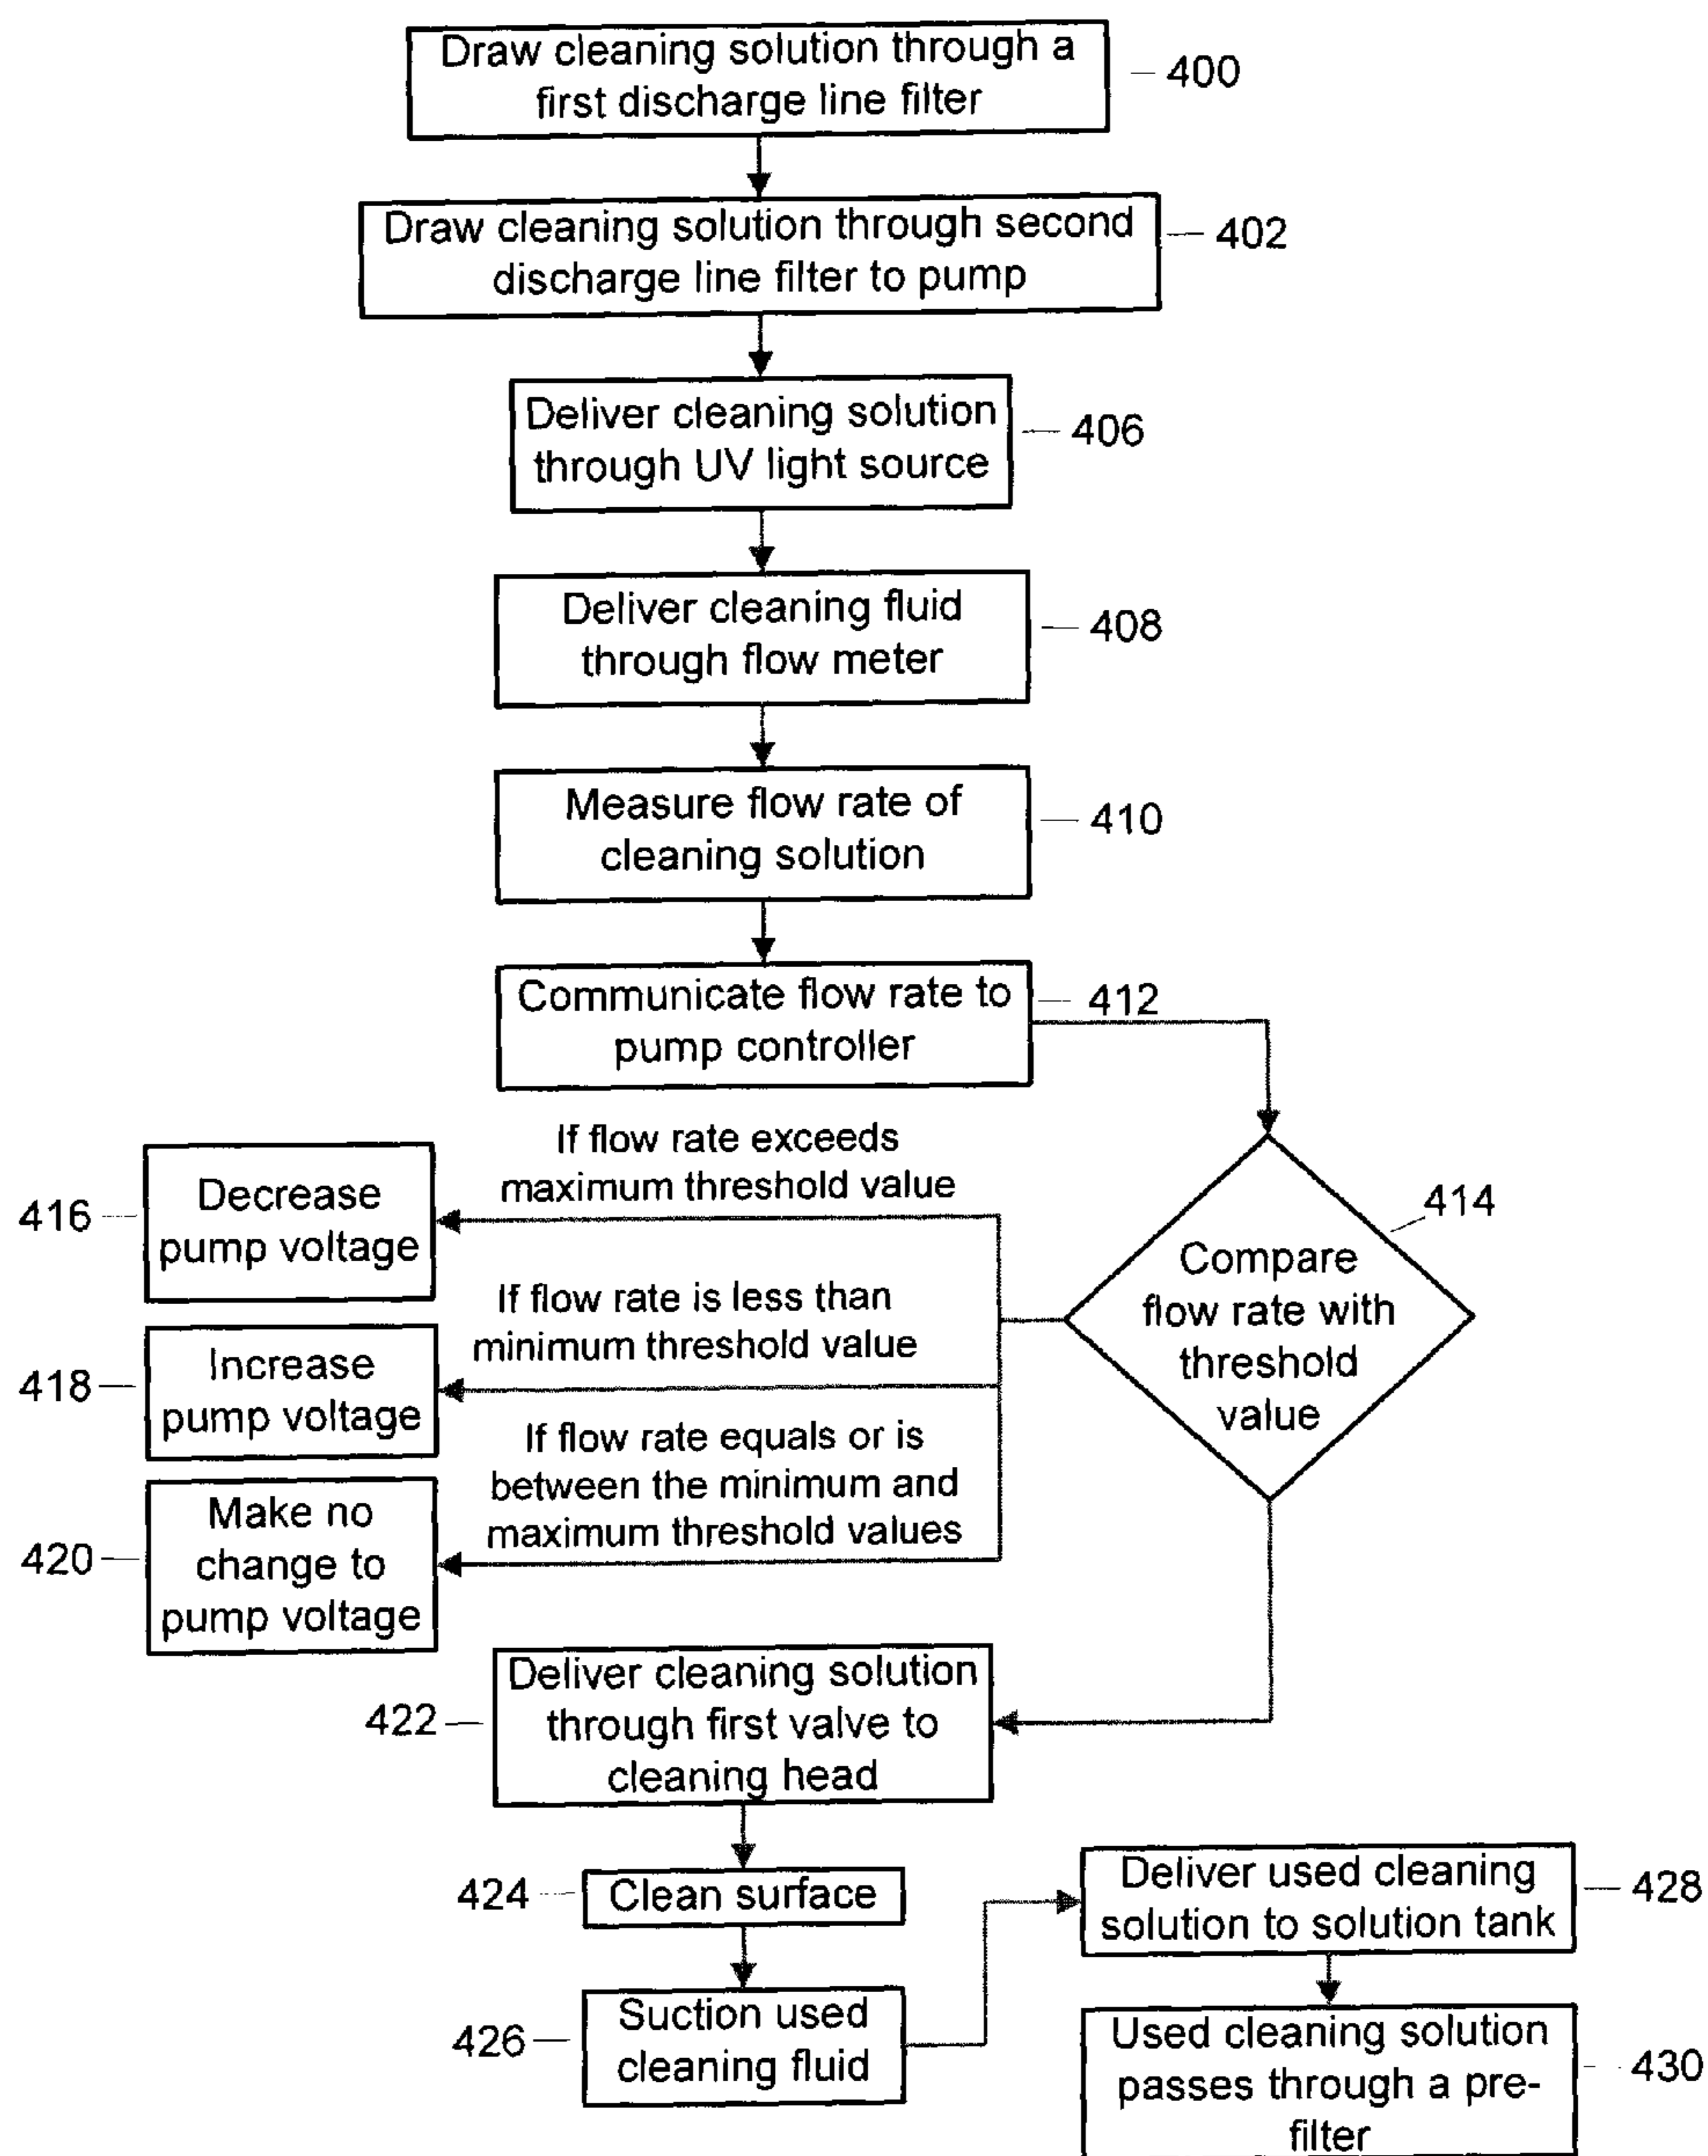 Draw cleaning solution through a
first discharge line filter
400
Draw cleaning solution through second
discharge line filter to pump
402
Deliver cleaning solution
through UV light source
406
Deliver cleaning fluid
through flow meter
408
Measure flow rate of
cleaning solution
410
Communicate flow rate to
pump controller
412
414
Compare
flow rate with
threshold
value
If flow rate exceeds
maximum threshold value
416
Decrease
pump voltage
If flow rate is less than
minimum threshold value
418
Increase
pump voltage
If flow rate equals or is
between the minimum and
maximum threshold values
420
Make no
change to
pump voltage
422
Deliver cleaning solution
through first valve to
cleaning head
424
Clean surface
426
Suction used
cleaning fluid
Deliver used cleaning
solution to solution tank
428
Used cleaning solution
passes through a pre-
filter
430